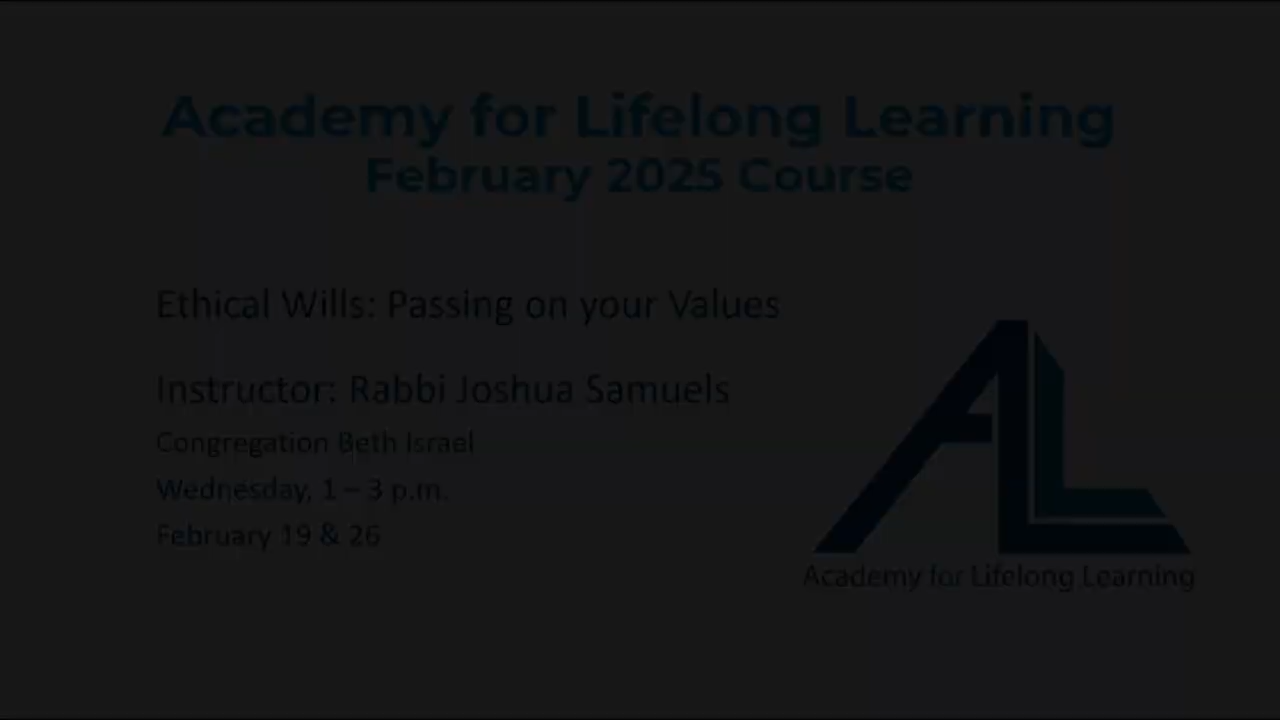 Academy for Lifelong Learning
February 2025 Course
Ethical Wills: Passing on your Values
Instructor: Rabbi Joshua Samuels
Congregation Beth Israel
Wednesday, 1 – 3 p.m.
February 19 & 26
AL
Academy for Lifelong Learning